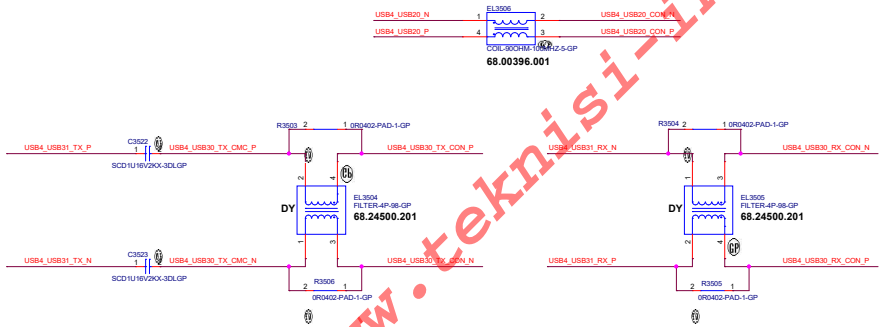 EL3506
USB4_USB20_N 1 2 USB4_USB20_CON_N
USB4_USB20_P 4 3 USB4_USB20_CON_P
COIL-90OHM-100MHZ-5-GP
68.00396.001
R3503 2 1 0R0402-PAD-1-GP
R3504 2 1 0R0402-PAD-1-GP
C3522
USB4_USB31_TX_P 1 2 USB4_USB30_TX_CMC_P
USB4_USB30_TX_CON_P
SCD1U16V2KX-3DLGP
USB4_USB31_RX_N
USB4_USB30_RX_CON_N
2 4
1 3
DY
EL3504
FILTER-4P-98-GP
68.24500.201
DY
EL3505
FILTER-4P-98-GP
68.24500.201
1 3
2 4
GP
C3523
USB4_USB31_TX_N 1 2 USB4_USB30_TX_CMC_N
USB4_USB30_TX_CON_N
SCD1U16V2KX-3DLGP
USB4_USB31_RX_P
USB4_USB30_RX_CON_P
R3506
2 1
0R0402-PAD-1-GP
R3505
2 1
0R0402-PAD-1-GP
w.teknisi-i